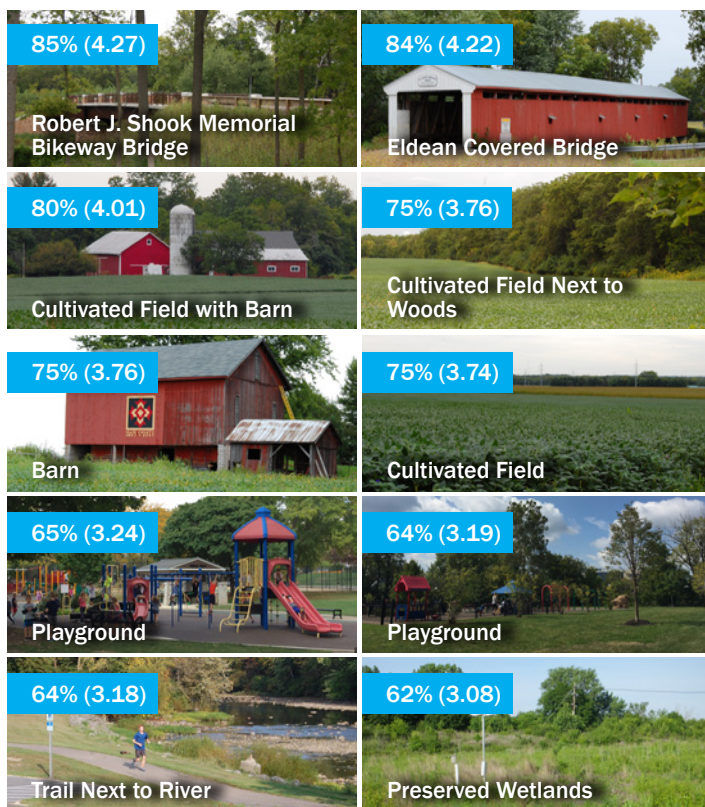 85% (4.27)
Robert J. Shook Memorial
Bikeway Bridge
84% (4.22)
Eldean Covered Bridge
80% (4.01)
Cultivated Field with Barn
75% (3.76)
Cultivated Field Next to
Woods
75% (3.76)
Barn
75% (3.74)
Cultivated Field
65% (3.24)
Playground
64% (3.19)
Playground
64% (3.18)
Trail Next to River
62% (3.08)
Preserved Wetlands